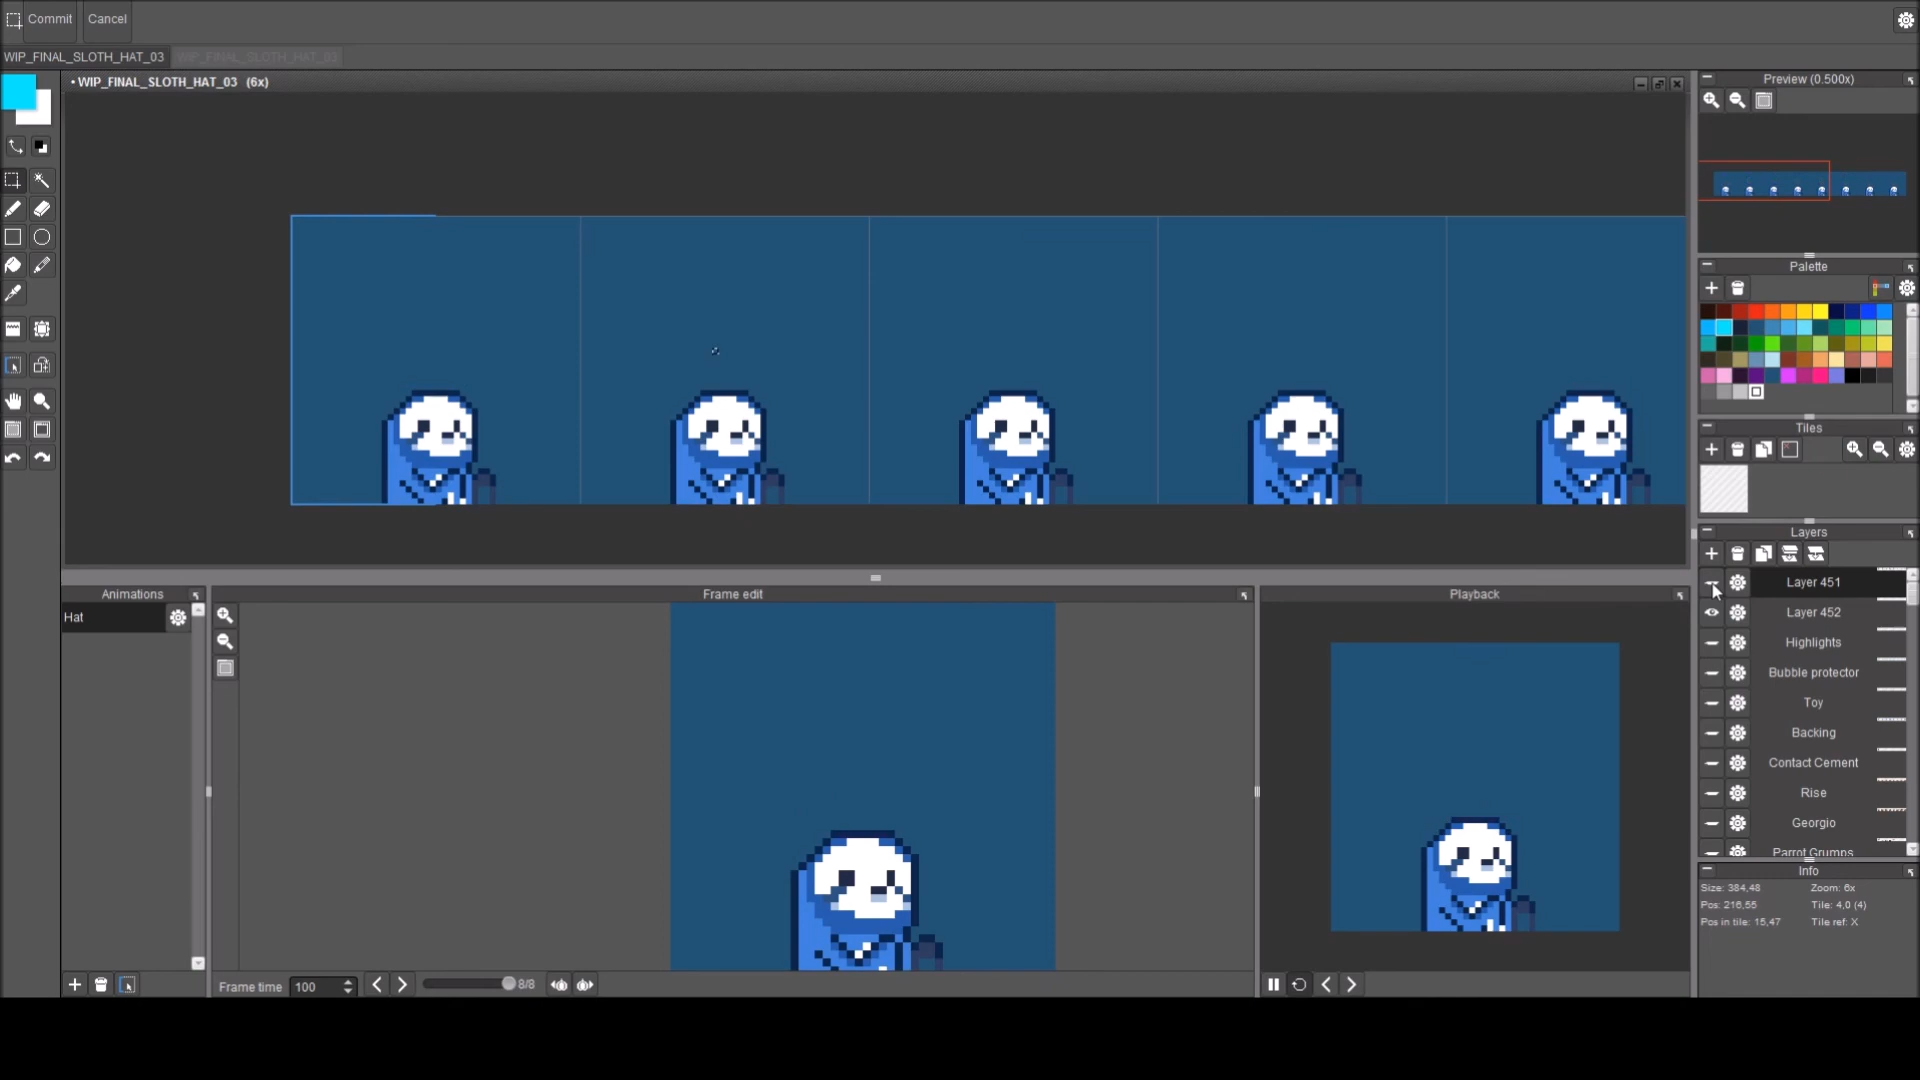 Commit
Cancel
WIP_FINAL_SLOTH_HAT_03
WIP_FINAL_SLOTH_HAT_03
• WIP_FINAL_SLOTH_HAT_03 (6x)
Preview (0.500x)
Palette
Tiles
Layers
Layer 451
Layer 452
Highlights
Bubble protector
Toy
Backing
Contact Cement
Rise
Georgio
Parrot Grumps
Info
Size: 384,48
Zoom: 6x
Pos: 216,55
Tile: 4,0 (4)
Pos in tile: 15,47
Tile ref: X
Animations
Hat
Frame edit
Frame time
100
8/8
Playback